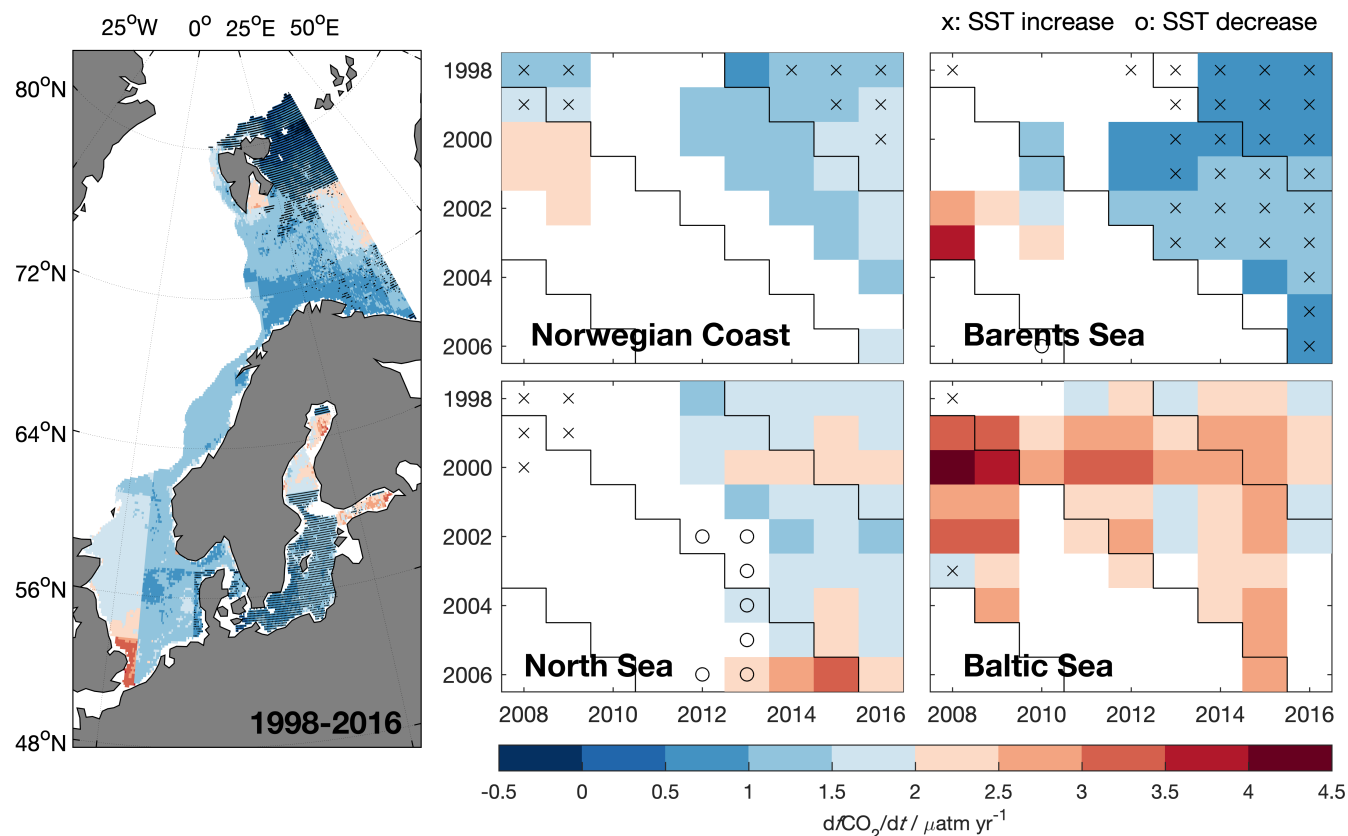 x: SST increase o: SST decrease
25°W 0° 25°E 50°E
80°N
72°N
64°N
56°N
48°N
1998-2016
1998
2000
2002
2004
2006
Norwegian Coast
Barents Sea
1998
2000
2002
2004
2006
North Sea
Baltic Sea
2008 2010 2012 2014 2016
2008 2010 2012 2014 2016
-0.5 0 0.5 1 1.5 2 2.5 3 3.5 4 4.5
dfCO₂/dt / μatm yr⁻¹